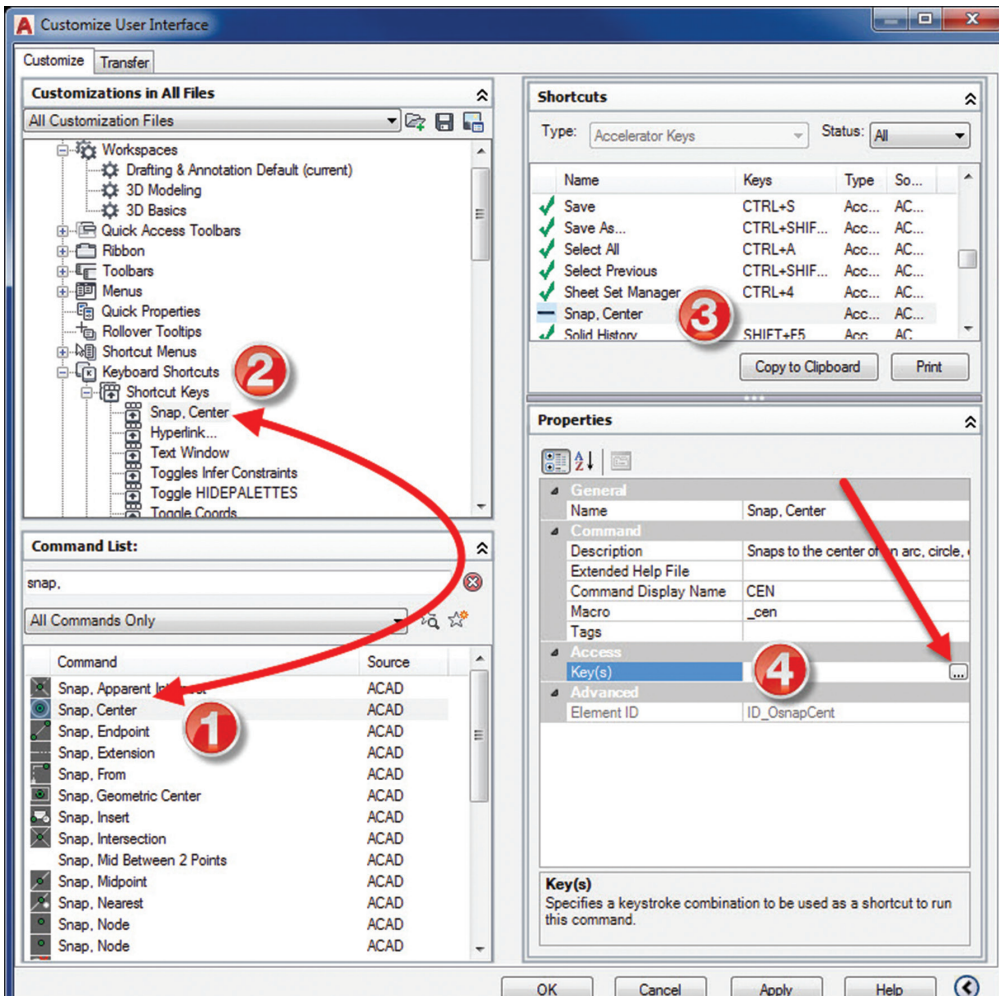 Customize User Interface
Customize Transfer
Customizations in All Files
All Customization Files
Workspaces
Drafting & Annotation Default (current)
3D Modeling
3D Basics
Quick Access Toolbars
Ribbon
Toolbars
Menus
Quick Properties
Rollover Tooltips
Shortcut Menus
Keyboard Shortcuts
2
Shortcut Keys
Snap, Center
Hyperlink...
Text Window
Toggles Infer Constraints
Toggle HIDEPALETTES
Toggle Coords
Command List:
snap,
All Commands Only
Command Source
Snap, Apparent ACAD
Snap, Center ACAD
1
Snap, Endpoint ACAD
Snap, Extension ACAD
Snap, From ACAD
Snap, Geometric Center ACAD
Snap, Insert ACAD
Snap, Intersection ACAD
Snap, Mid Between 2 Points ACAD
Snap, Midpoint ACAD
Snap, Nearest ACAD
Snap, Node ACAD
Snap, Node ACAD
Shortcuts
Type: Accelerator Keys Status: All
Name Keys Type So...
Save CTRL+S Acc... AC...
Save As... CTRL+SHIF... Acc... AC...
Select All CTRL+A Acc... AC...
Select Previous CTRL+SHIF... Acc... AC...
Sheet Set Manager CTRL+4 Acc... AC...
Snap, Center Acc... AC...
3
Solid History SHIFT+F5 Acc AC
Copy to Clipboard Print
Properties
General
Name Snap, Center
Command
Description Snaps to the center of an arc, circle,
Extended Help File
Command Display Name CEN
Macro _cen
Tags
Access
Key(s) ...
4
Advanced
Element ID ID_OsnapCent
Key(s)
Specifies a keystroke combination to be used as a shortcut to run
this command.
OK Cancel Apply Help